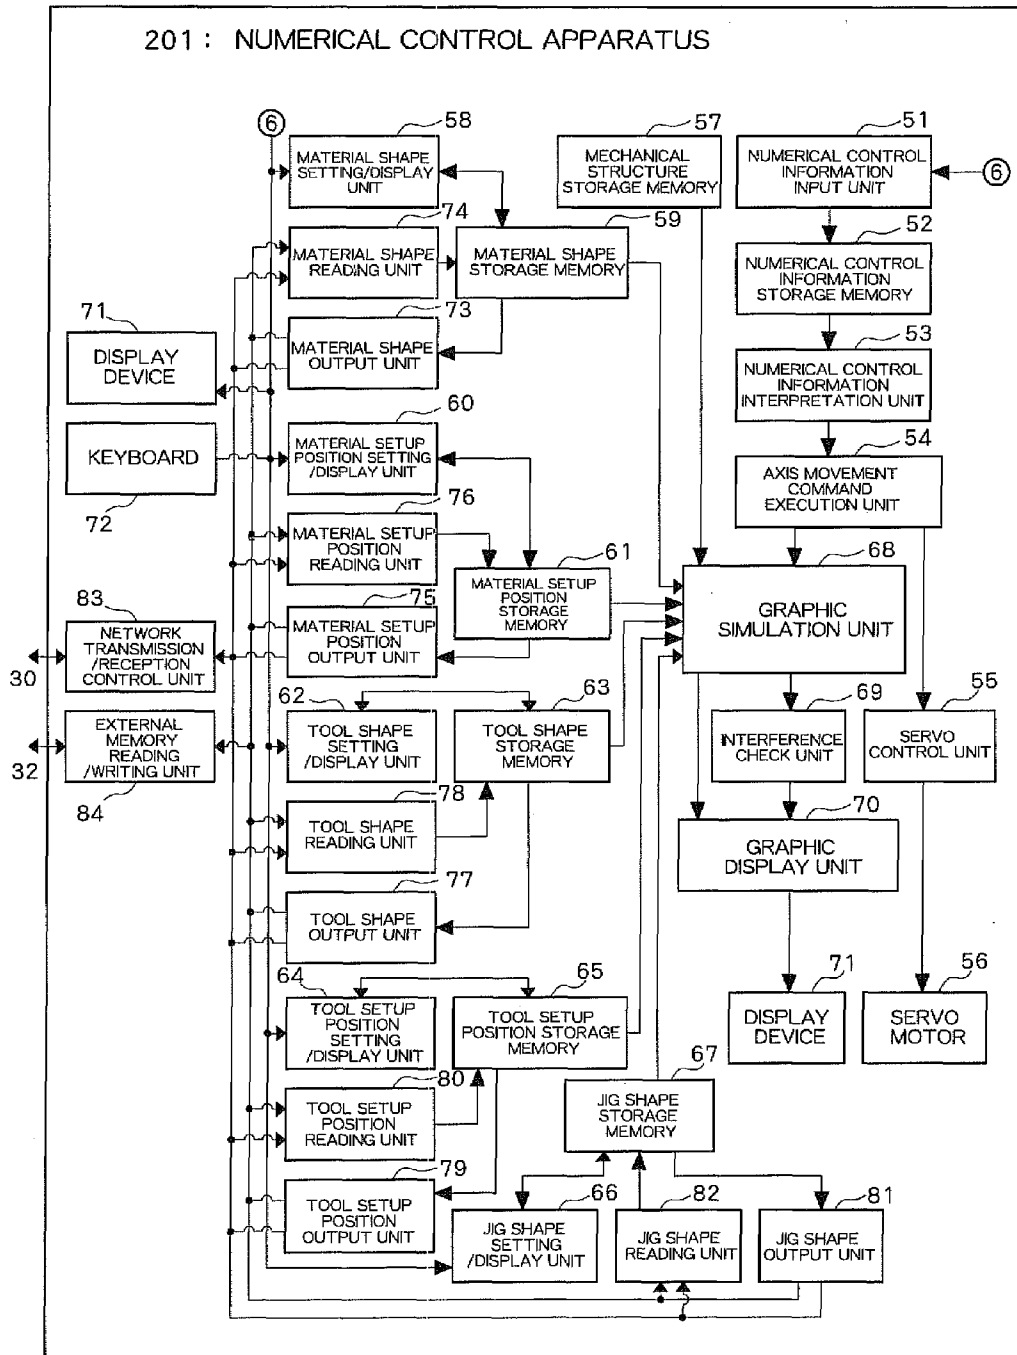 201: NUMERICAL CONTROL APPARATUS
6
58
MATERIAL SHAPE
SETTING/DISPLAY
UNIT
57
MECHANICAL
STRUCTURE
STORAGE MEMORY
51
NUMERICAL CONTROL
INFORMATION
INPUT UNIT
6
74
MATERIAL SHAPE
READING UNIT
59
MATERIAL SHAPE
STORAGE MEMORY
52
NUMERICAL CONTROL
INFORMATION
STORAGE MEMORY
71
DISPLAY
DEVICE
73
MATERIAL SHAPE
OUTPUT UNIT
53
NUMERICAL CONTROL
INFORMATION
INTERPRETATION UNIT
KEYBOARD
72
60
MATERIAL SETUP
POSITION SETTING
/DISPLAY UNIT
54
AXIS MOVEMENT
COMMAND
EXECUTION UNIT
76
MATERIAL SETUP
POSITION
READING UNIT
61
MATERIAL SETUP
POSITION
STORAGE
MEMORY
68
GRAPHIC
SIMULATION UNIT
83
NETWORK
TRANSMISSION
/RECEPTION
CONTROL UNIT
30
75
MATERIAL SETUP
POSITION
OUTPUT UNIT
EXTERNAL
MEMORY
READING
/WRITING UNIT
32
84
62
TOOL SHAPE
SETTING
/DISPLAY UNIT
63
TOOL SHAPE
STORAGE
MEMORY
69
INTERFERENCE
CHECK UNIT
55
SERVO
CONTROL UNIT
78
TOOL SHAPE
READING UNIT
70
GRAPHIC
DISPLAY UNIT
77
TOOL SHAPE
OUTPUT UNIT
64
TOOL SETUP
POSITION
SETTING
/DISPLAY UNIT
65
TOOL SETUP
POSITION STORAGE
MEMORY
71
DISPLAY
DEVICE
56
SERVO
MOTOR
80
TOOL SETUP
POSITION
READING UNIT
67
JIG SHAPE
STORAGE
MEMORY
79
TOOL SETUP
POSITION
OUTPUT UNIT
66
JIG SHAPE
SETTING
/DISPLAY UNIT
82
JIG SHAPE
READING UNIT
81
JIG SHAPE
OUTPUT UNIT